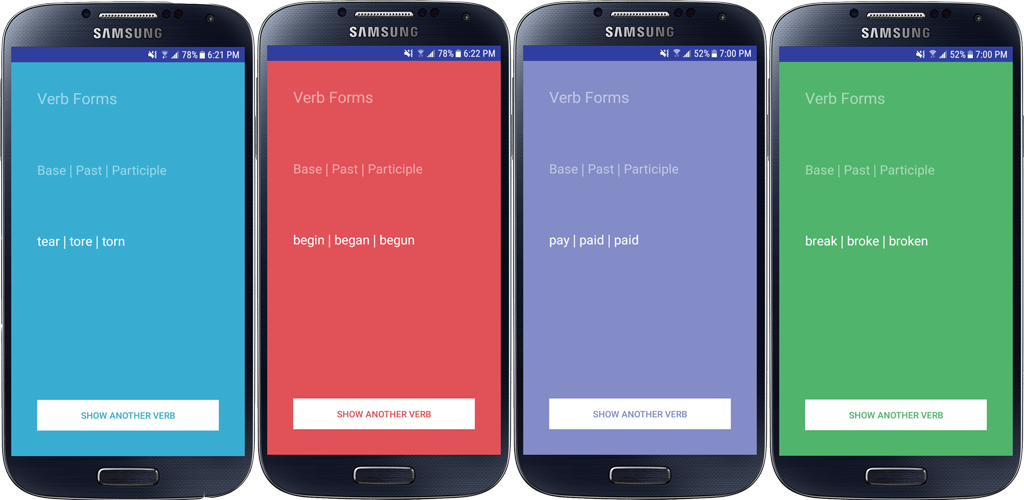 SAMSUNG
78% 6:21 PM
Verb Forms
Base | Past | Participle
tear | tore | torn
SHOW ANOTHER VERB
SAMSUNG
78% 6:22 PM
Verb Forms
Base | Past | Participle
begin | began | begun
SHOW ANOTHER VERB
SAMSUNG
52% 7:00 PM
Verb Forms
Base | Past | Participle
pay | paid | paid
SHOW ANOTHER VERB
SAMSUNG
52% 7:00 PM
Verb Forms
Base | Past | Participle
break | broke | broken
SHOW ANOTHER VERB